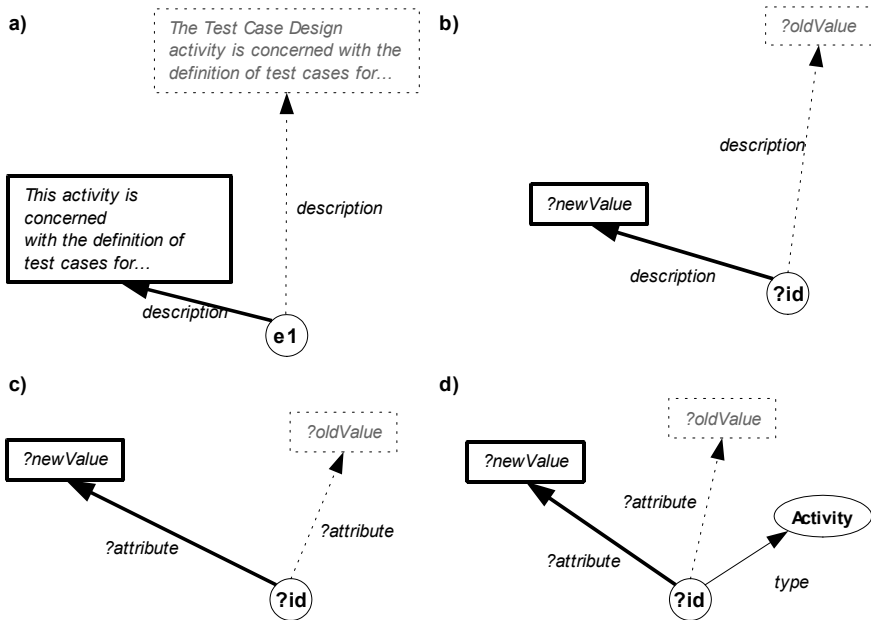 a)
The Test Case Design
activity is concerned with the
definition of test cases for...
description
This activity is
concerned
with the definition of
test cases for...
description
e1
b)
?oldValue
description
?newValue
description
?id
c)
?oldValue
?newValue
?attribute
?attribute
?id
d)
?oldValue
?newValue
Activity
?attribute
?attribute
type
?id